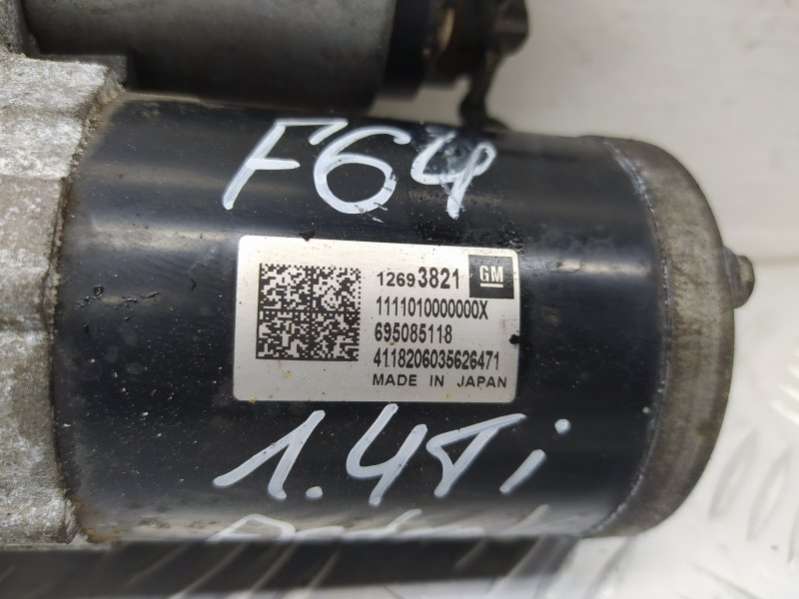 F64
12693821 GM
1111010000000X
695085118
4118206035626471
MADE IN JAPAN
1.4Ti